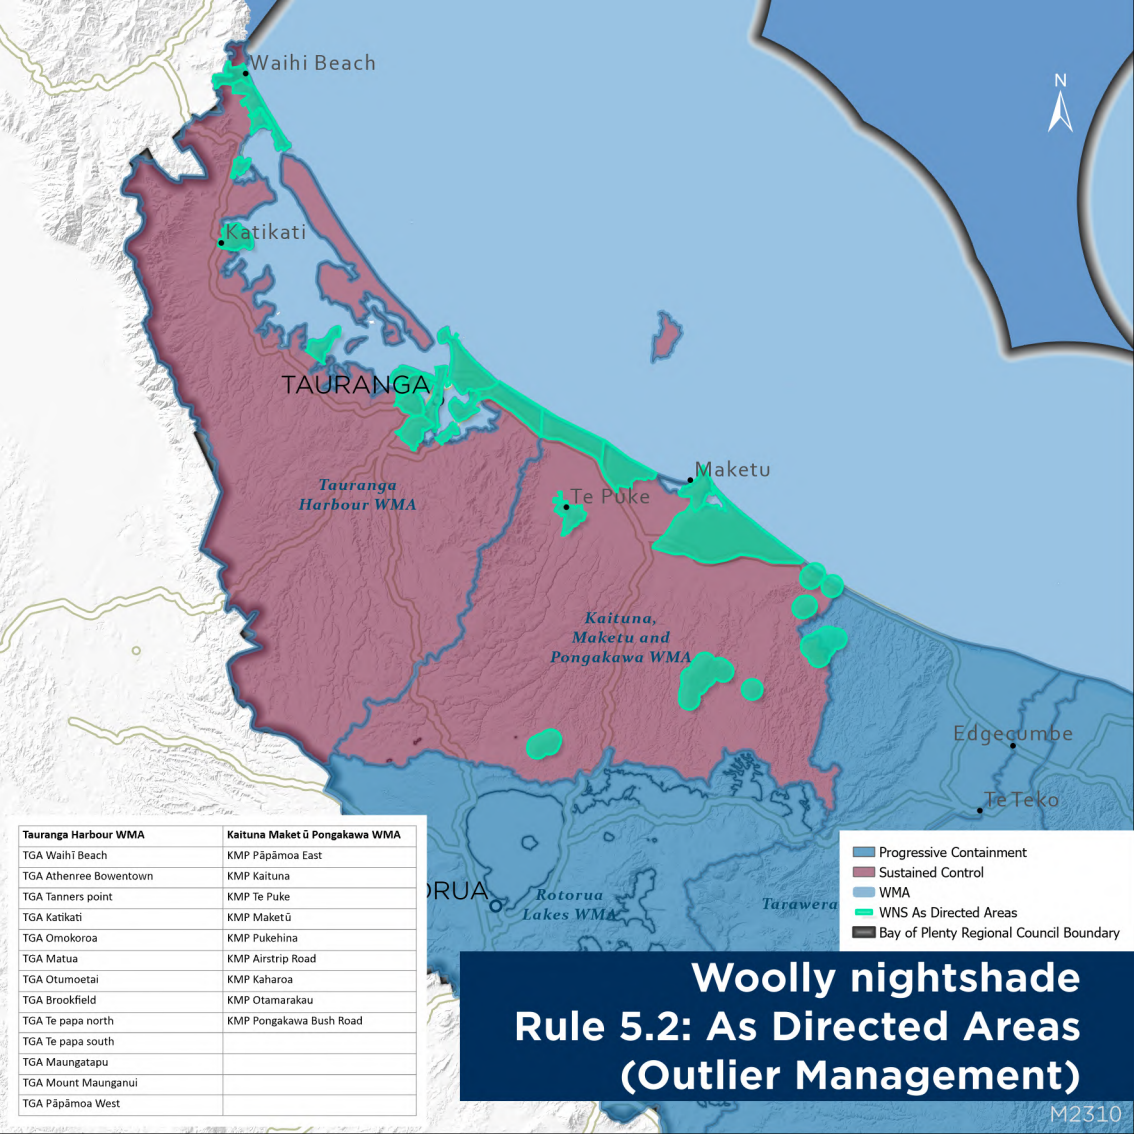 Waihi Beach
N
Katikati
TAURANGA
Maketu
Tauranga
Harbour WMA
Te Puke
Kaituna,
Maketu and
Pongakawa WMA
Edgecumbe
Te Teko
ORUA
Rotorua
Lakes WMA
Tarawera
Tauranga Harbour WMA
Kaituna Maket ū Pongakawa WMA
TGA Waihī Beach
KMP Pāpāmoa East
TGA Athenree Bowentown
KMP Kaituna
TGA Tanners point
KMP Te Puke
TGA Katikati
KMP Maketū
TGA Omokoroa
KMP Pukehina
TGA Matua
KMP Airstrip Road
TGA Otumoetai
KMP Kaharoa
TGA Brookfield
KMP Otamarakau
TGA Te papa north
KMP Pongakawa Bush Road
TGA Te papa south
TGA Maungatapu
TGA Mount Maunganui
TGA Pāpāmoa West
Progressive Containment
Sustained Control
WMA
WNS As Directed Areas
Bay of Plenty Regional Council Boundary
Woolly nightshade
Rule 5.2: As Directed Areas
(Outlier Management)
M2310